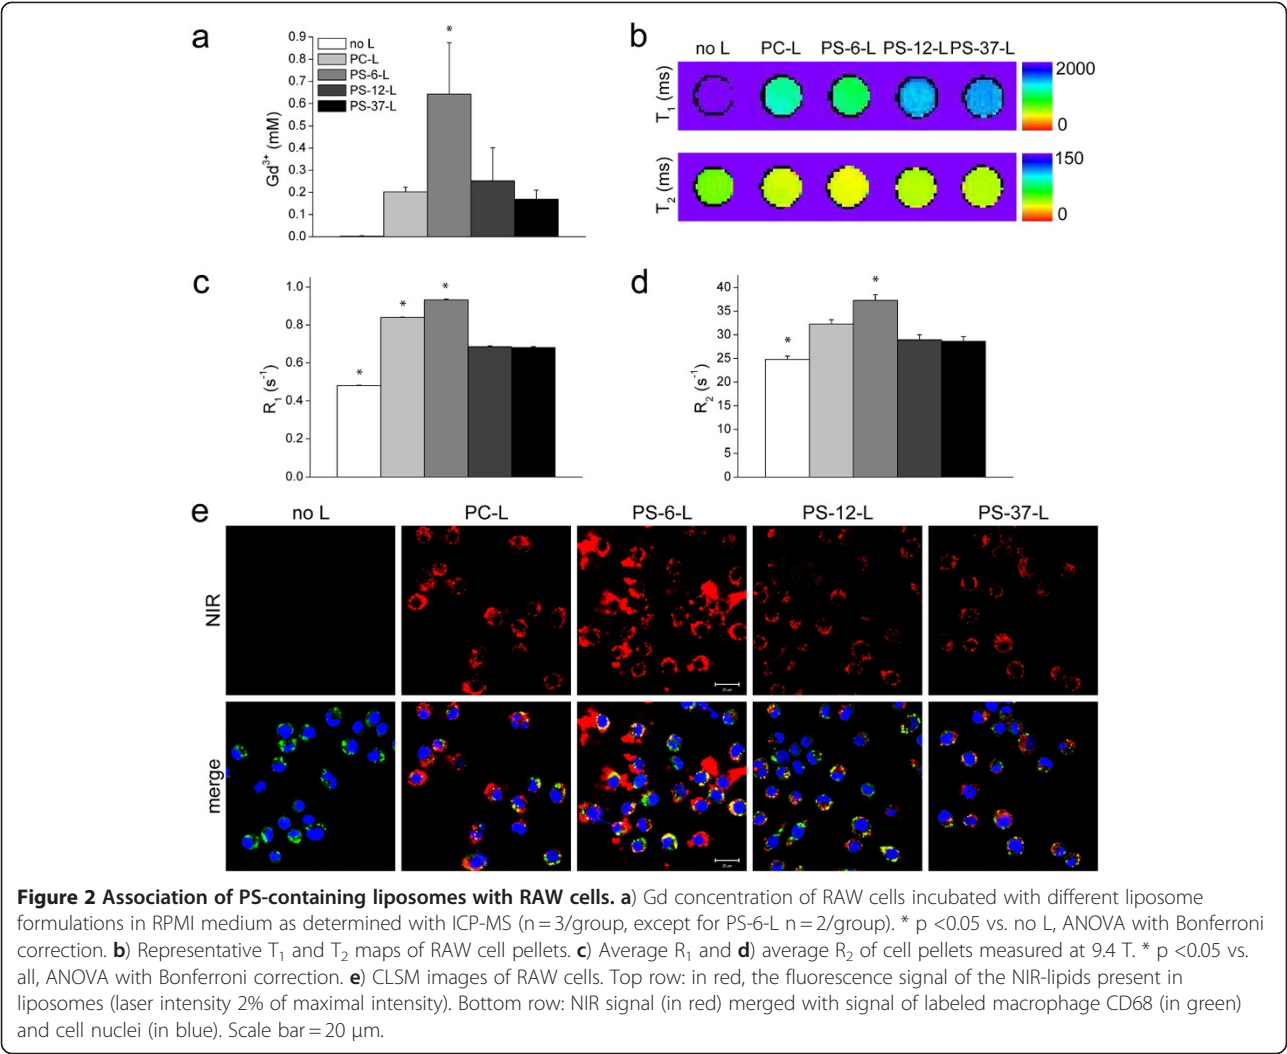 a
*
Gd3+ (mM)
0.9
0.8
0.7
0.6
0.5
0.4
0.3
0.2
0.1
0.0
no L
PC-L
PS-6-L
PS-12-L
PS-37-L
b
no L PC-L PS-6-L PS-12-L PS-37-L
T1 (ms)
2000
0
T2 (ms)
150
0
c
R1 (s-1)
1.0
0.8
0.6
0.4
0.2
0.0
* * *
d
R2 (s-1)
40
35
30
25
20
15
10
5
0
* *
e
no L PC-L PS-6-L PS-12-L PS-37-L
NIR
20 µm
merge
20 µm
Figure 2 Association of PS-containing liposomes with RAW cells. a) Gd concentration of RAW cells incubated with different liposome
formulations in RPMI medium as determined with ICP-MS (n = 3/group, except for PS-6-L n = 2/group). * p <0.05 vs. no L, ANOVA with Bonferroni
correction. b) Representative T1 and T2 maps of RAW cell pellets. c) Average R1 and d) average R2 of cell pellets measured at 9.4 T. * p <0.05 vs.
all, ANOVA with Bonferroni correction. e) CLSM images of RAW cells. Top row: in red, the fluorescence signal of the NIR-lipids present in
liposomes (laser intensity 2% of maximal intensity). Bottom row: NIR signal (in red) merged with signal of labeled macrophage CD68 (in green)
and cell nuclei (in blue). Scale bar = 20 μm.